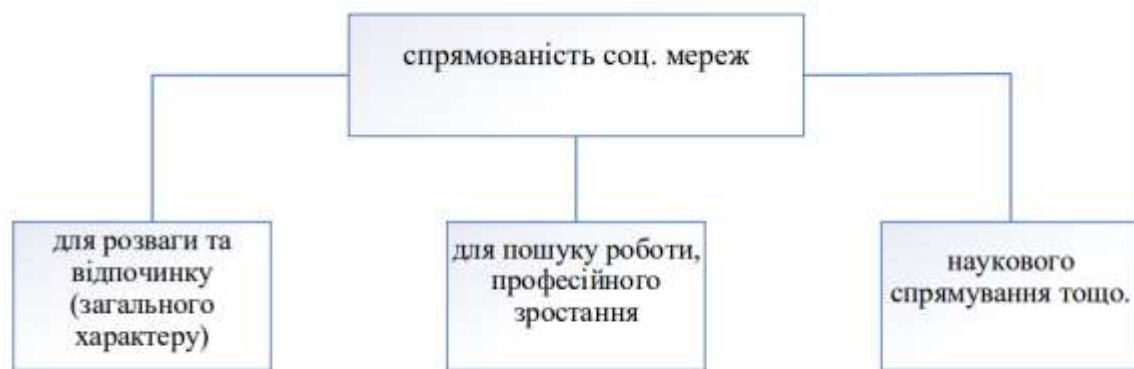 спрямованість соц. мереж
для розваги та
відпочинку
(загального
характеру)
для пошуку роботи,
професійного
зростання
наукового
спрямування тощо.